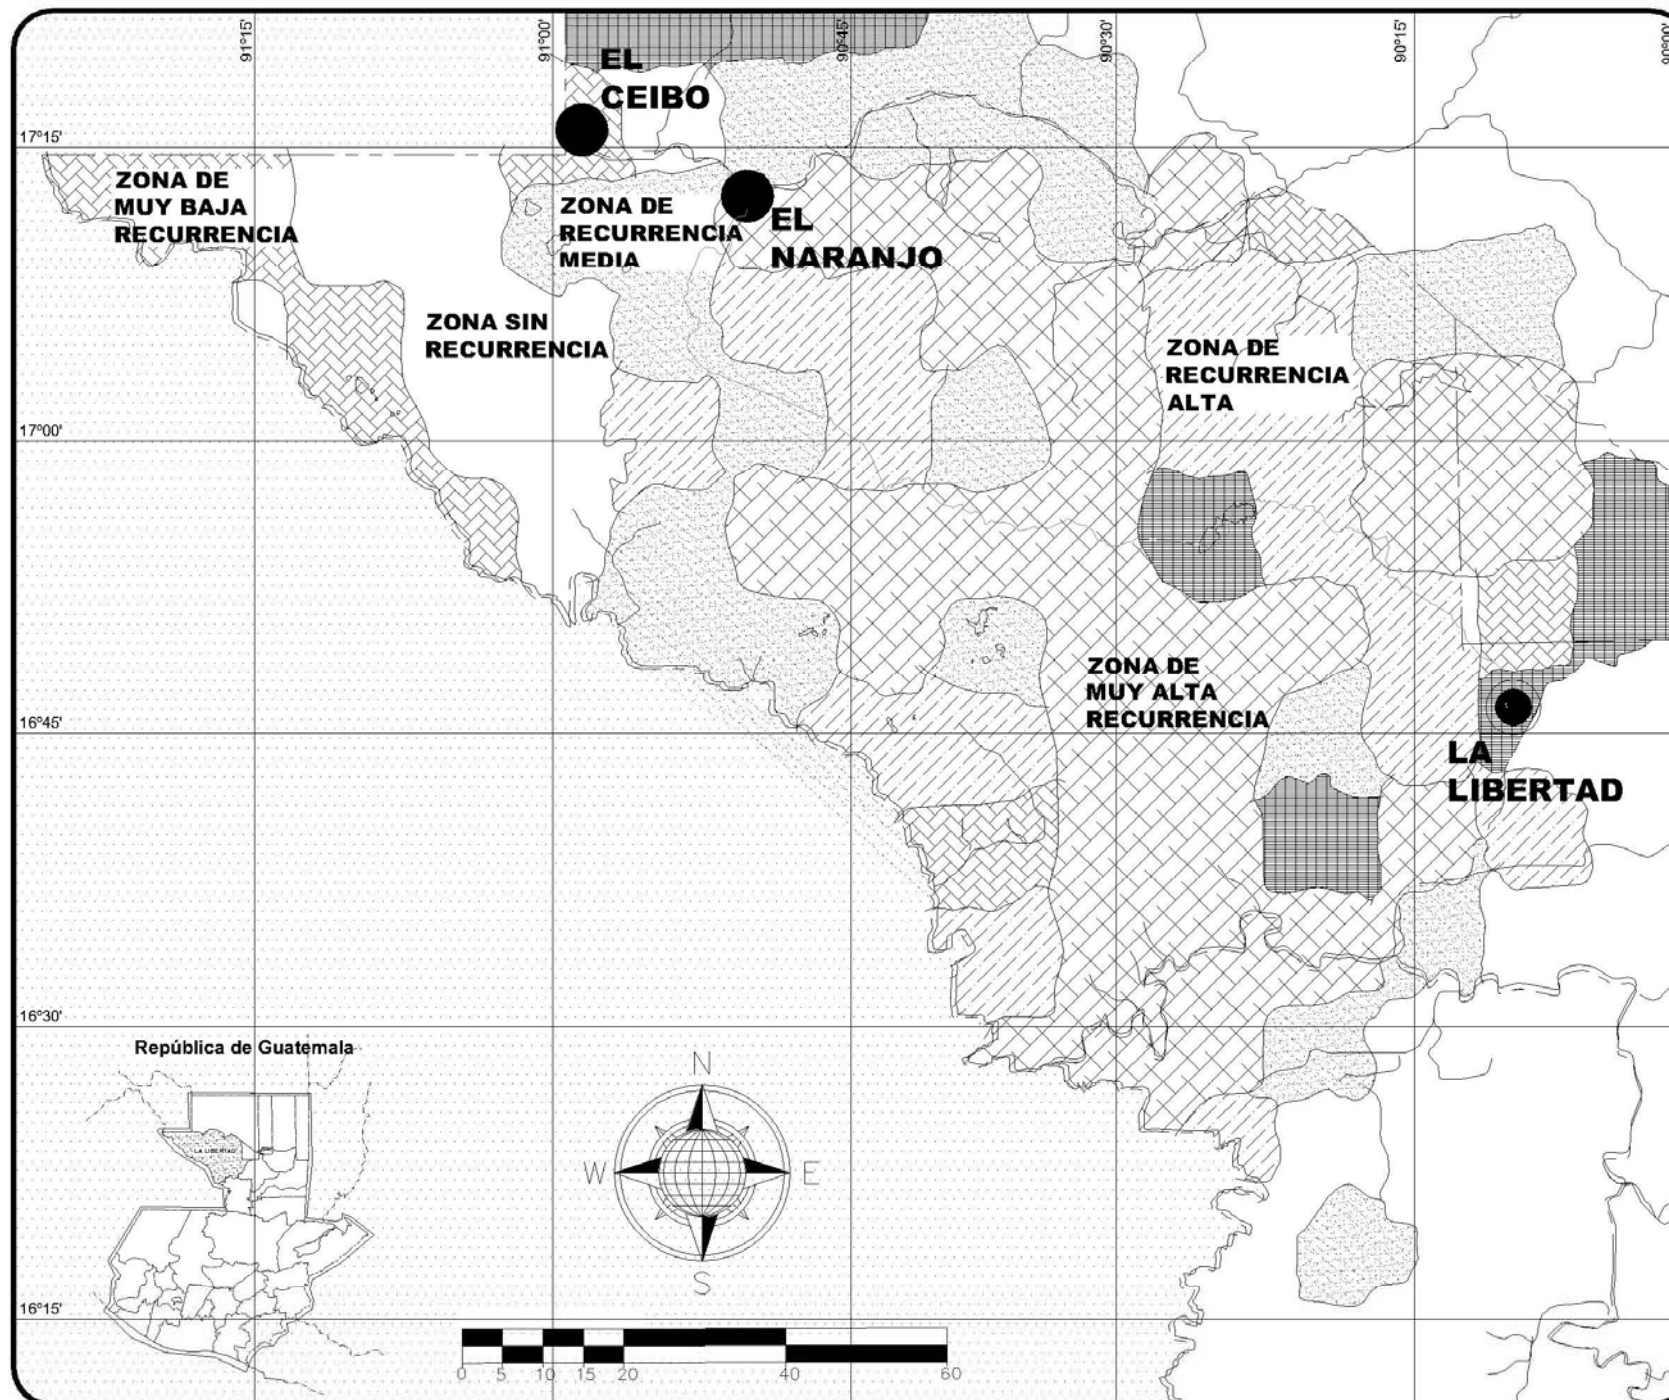 91°15'
91°00'
90°45'
90°30'
90°15'
90°00'
EL
CEIBO
17°15'
ZONA DE
MUY BAJA
RECURRENCIA
ZONA DE
RECURRENCIA
MEDIA
EL
NARANJO
ZONA SIN
RECURRENCIA
ZONA DE
RECURRENCIA
ALTA
17°00'
ZONA DE
MUY ALTA
RECURRENCIA
16°45'
LA
LIBERTAD
16°30'
República de Guatemala
LA LIBERTAD
N
W
E
S
16°15'
0 5 10 15 20 40 60